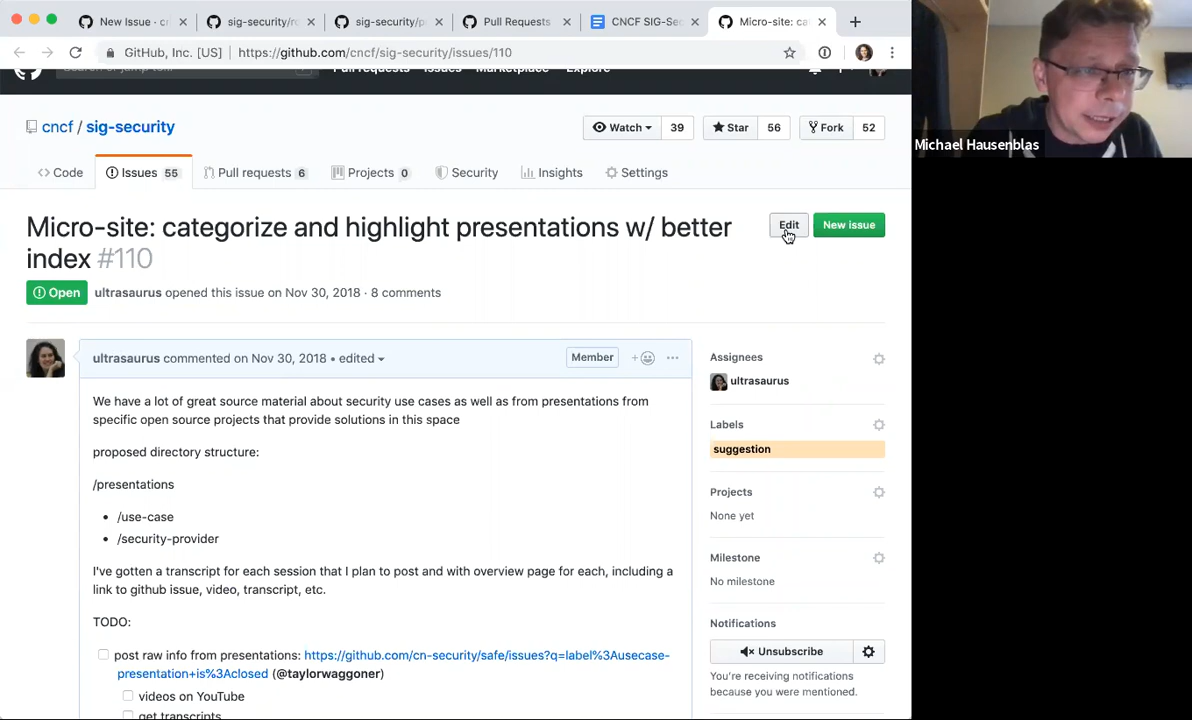 New Issue · c
sig-security/r
sig-security/p
Pull Requests
CNCF SIG-Sec
Micro-site: ca
GitHub, Inc. [US] https://github.com/cncf/sig-security/issues/110
Pull requests Issues Marketplace Explore
cncf / sig-security
Watch 39 Star 56 Fork 52
Code Issues 55 Pull requests 6 Projects 0 Security Insights Settings
Micro-site: categorize and highlight presentations w/ better
index #110
Edit New issue
Open ultrasaurus opened this issue on Nov 30, 2018 · 8 comments
ultrasaurus commented on Nov 30, 2018 • edited Member
We have a lot of great source material about security use cases as well as from presentations from
specific open source projects that provide solutions in this space
proposed directory structure:
/presentations
• /use-case
• /security-provider
I've gotten a transcript for each session that I plan to post and with overview page for each, including a
link to github issue, video, transcript, etc.
TODO:
post raw info from presentations: https://github.com/cn-security/safe/issues?q=label%3Ausecase-
presentation+is%3Aclosed (@taylorwaggoner)
videos on YouTube
get transcripts
Assignees
ultrasaurus
Labels
suggestion
Projects
None yet
Milestone
No milestone
Notifications
Unsubscribe
You're receiving notifications
because you were mentioned.
Michael Hausenblas